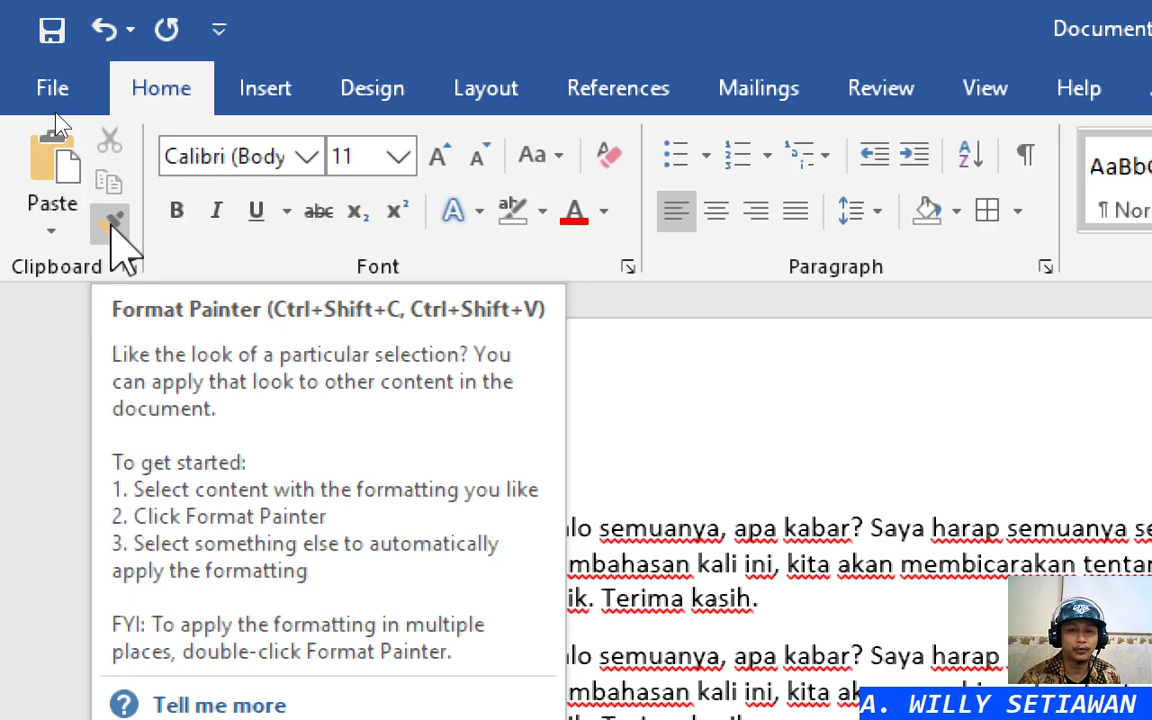 Document
File Home Insert Design Layout References Mailings Review View Help
Calibri (Body 11 Aa
Paste
B I U abc x₂ x² A ab A
AaBbC
¶ Nor
Clipboard Font Paragraph
Format Painter (Ctrl+Shift+C, Ctrl+Shift+V)
Like the look of a particular selection? You
can apply that look to other content in the
document.
To get started:
1. Select content with the formatting you like
2. Click Format Painter
3. Select something else to automatically
apply the formatting
FYI: To apply the formatting in multiple
places, double-click Format Painter.
Tell me more
lo semuanya, apa kabar? Saya harap semuanya se
mbahasan kali ini, kita akan membicarakan tentan
ik. Terima kasih.
lo semuanya, apa kabar? Saya harap
mbahasan kali ini, kita
A. WILLY SETIAWAN